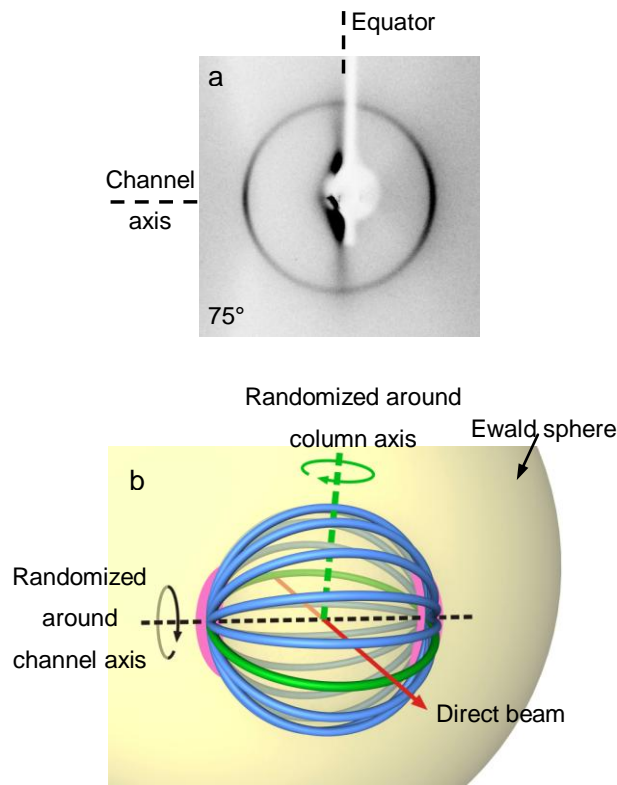 Equator
a
Channel
axis
75°
Randomized around
column axis
Ewald sphere
b
Randomized
around
channel axis
Direct beam